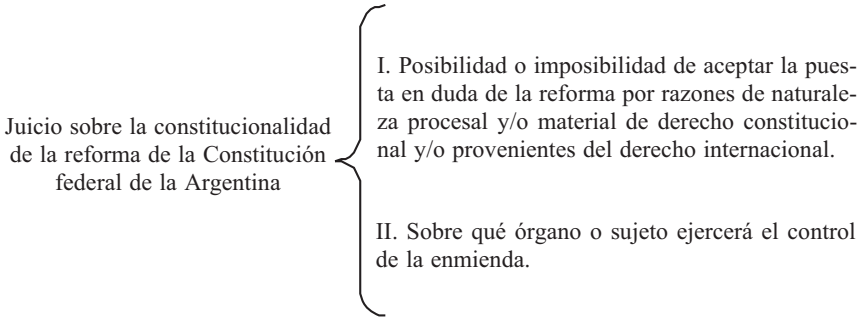 Juicio sobre la constitucionalidad
de la reforma de la Constitución
federal de la Argentina
I. Posibilidad o imposibilidad de aceptar la pues-
ta en duda de la reforma por razones de naturale-
za procesal y/o material de derecho constitucio-
nal y/o provenientes del derecho internacional.
II. Sobre qué órgano o sujeto ejercerá el control
de la enmienda.